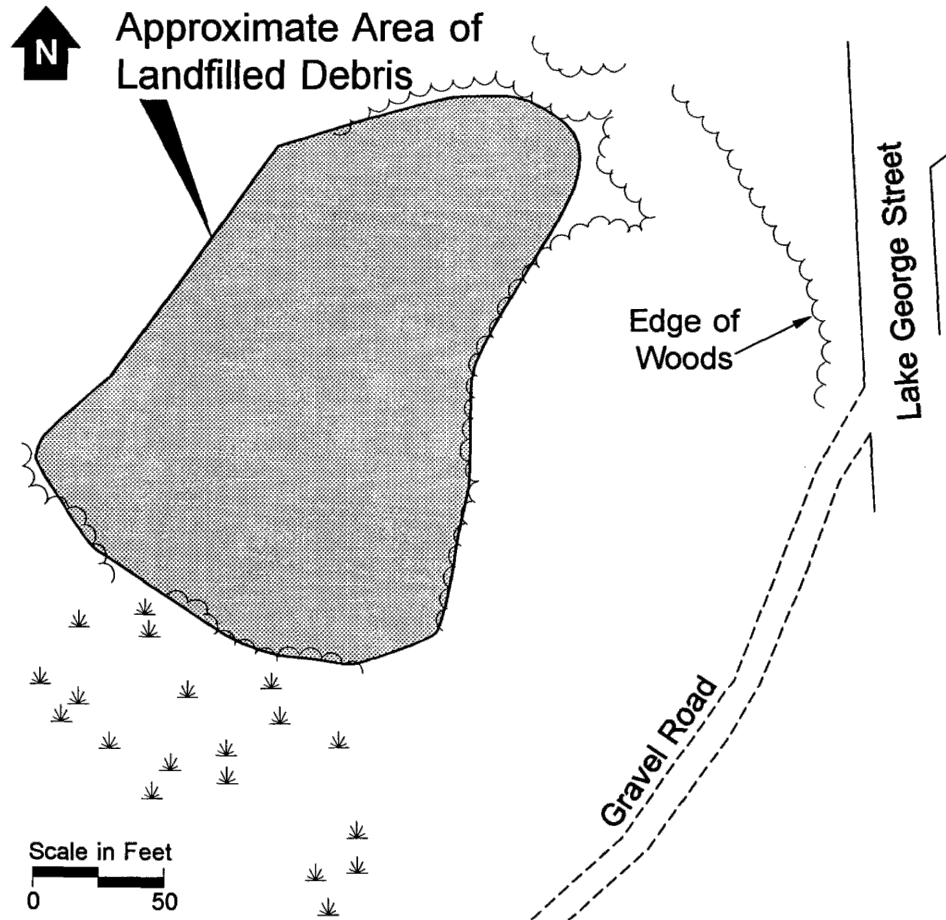 N
Approximate Area of
Landfilled Debris
Lake George Street
Edge of
Woods
Gravel Road
Scale in Feet
0 50